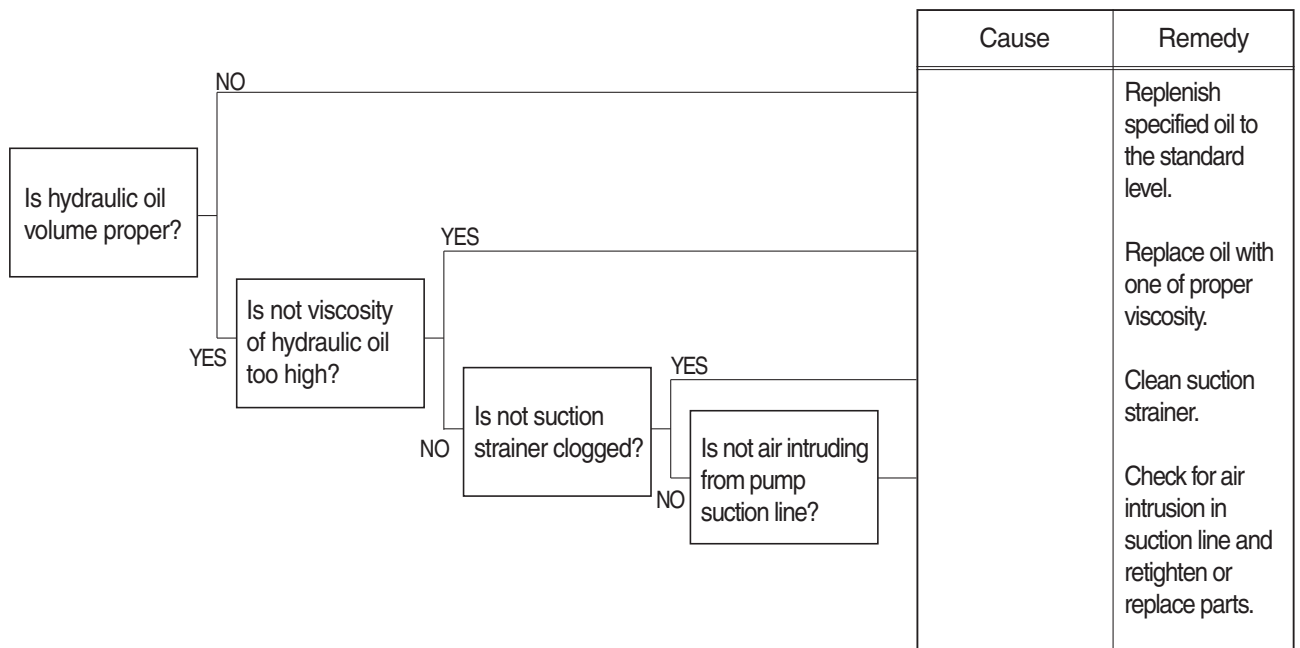 Cause
Remedy
NO
Replenish
specified oil to
the standard
level.
Is hydraulic oil
volume proper?
YES
Replace oil with
one of proper
viscosity.
YES
Is not viscosity
of hydraulic oil
too high?
YES
Clean suction
strainer.
NO
Is not suction
strainer clogged?
NO
Is not air intruding
from pump
suction line?
Check for air
intrusion in
suction line and
retighten or
replace parts.